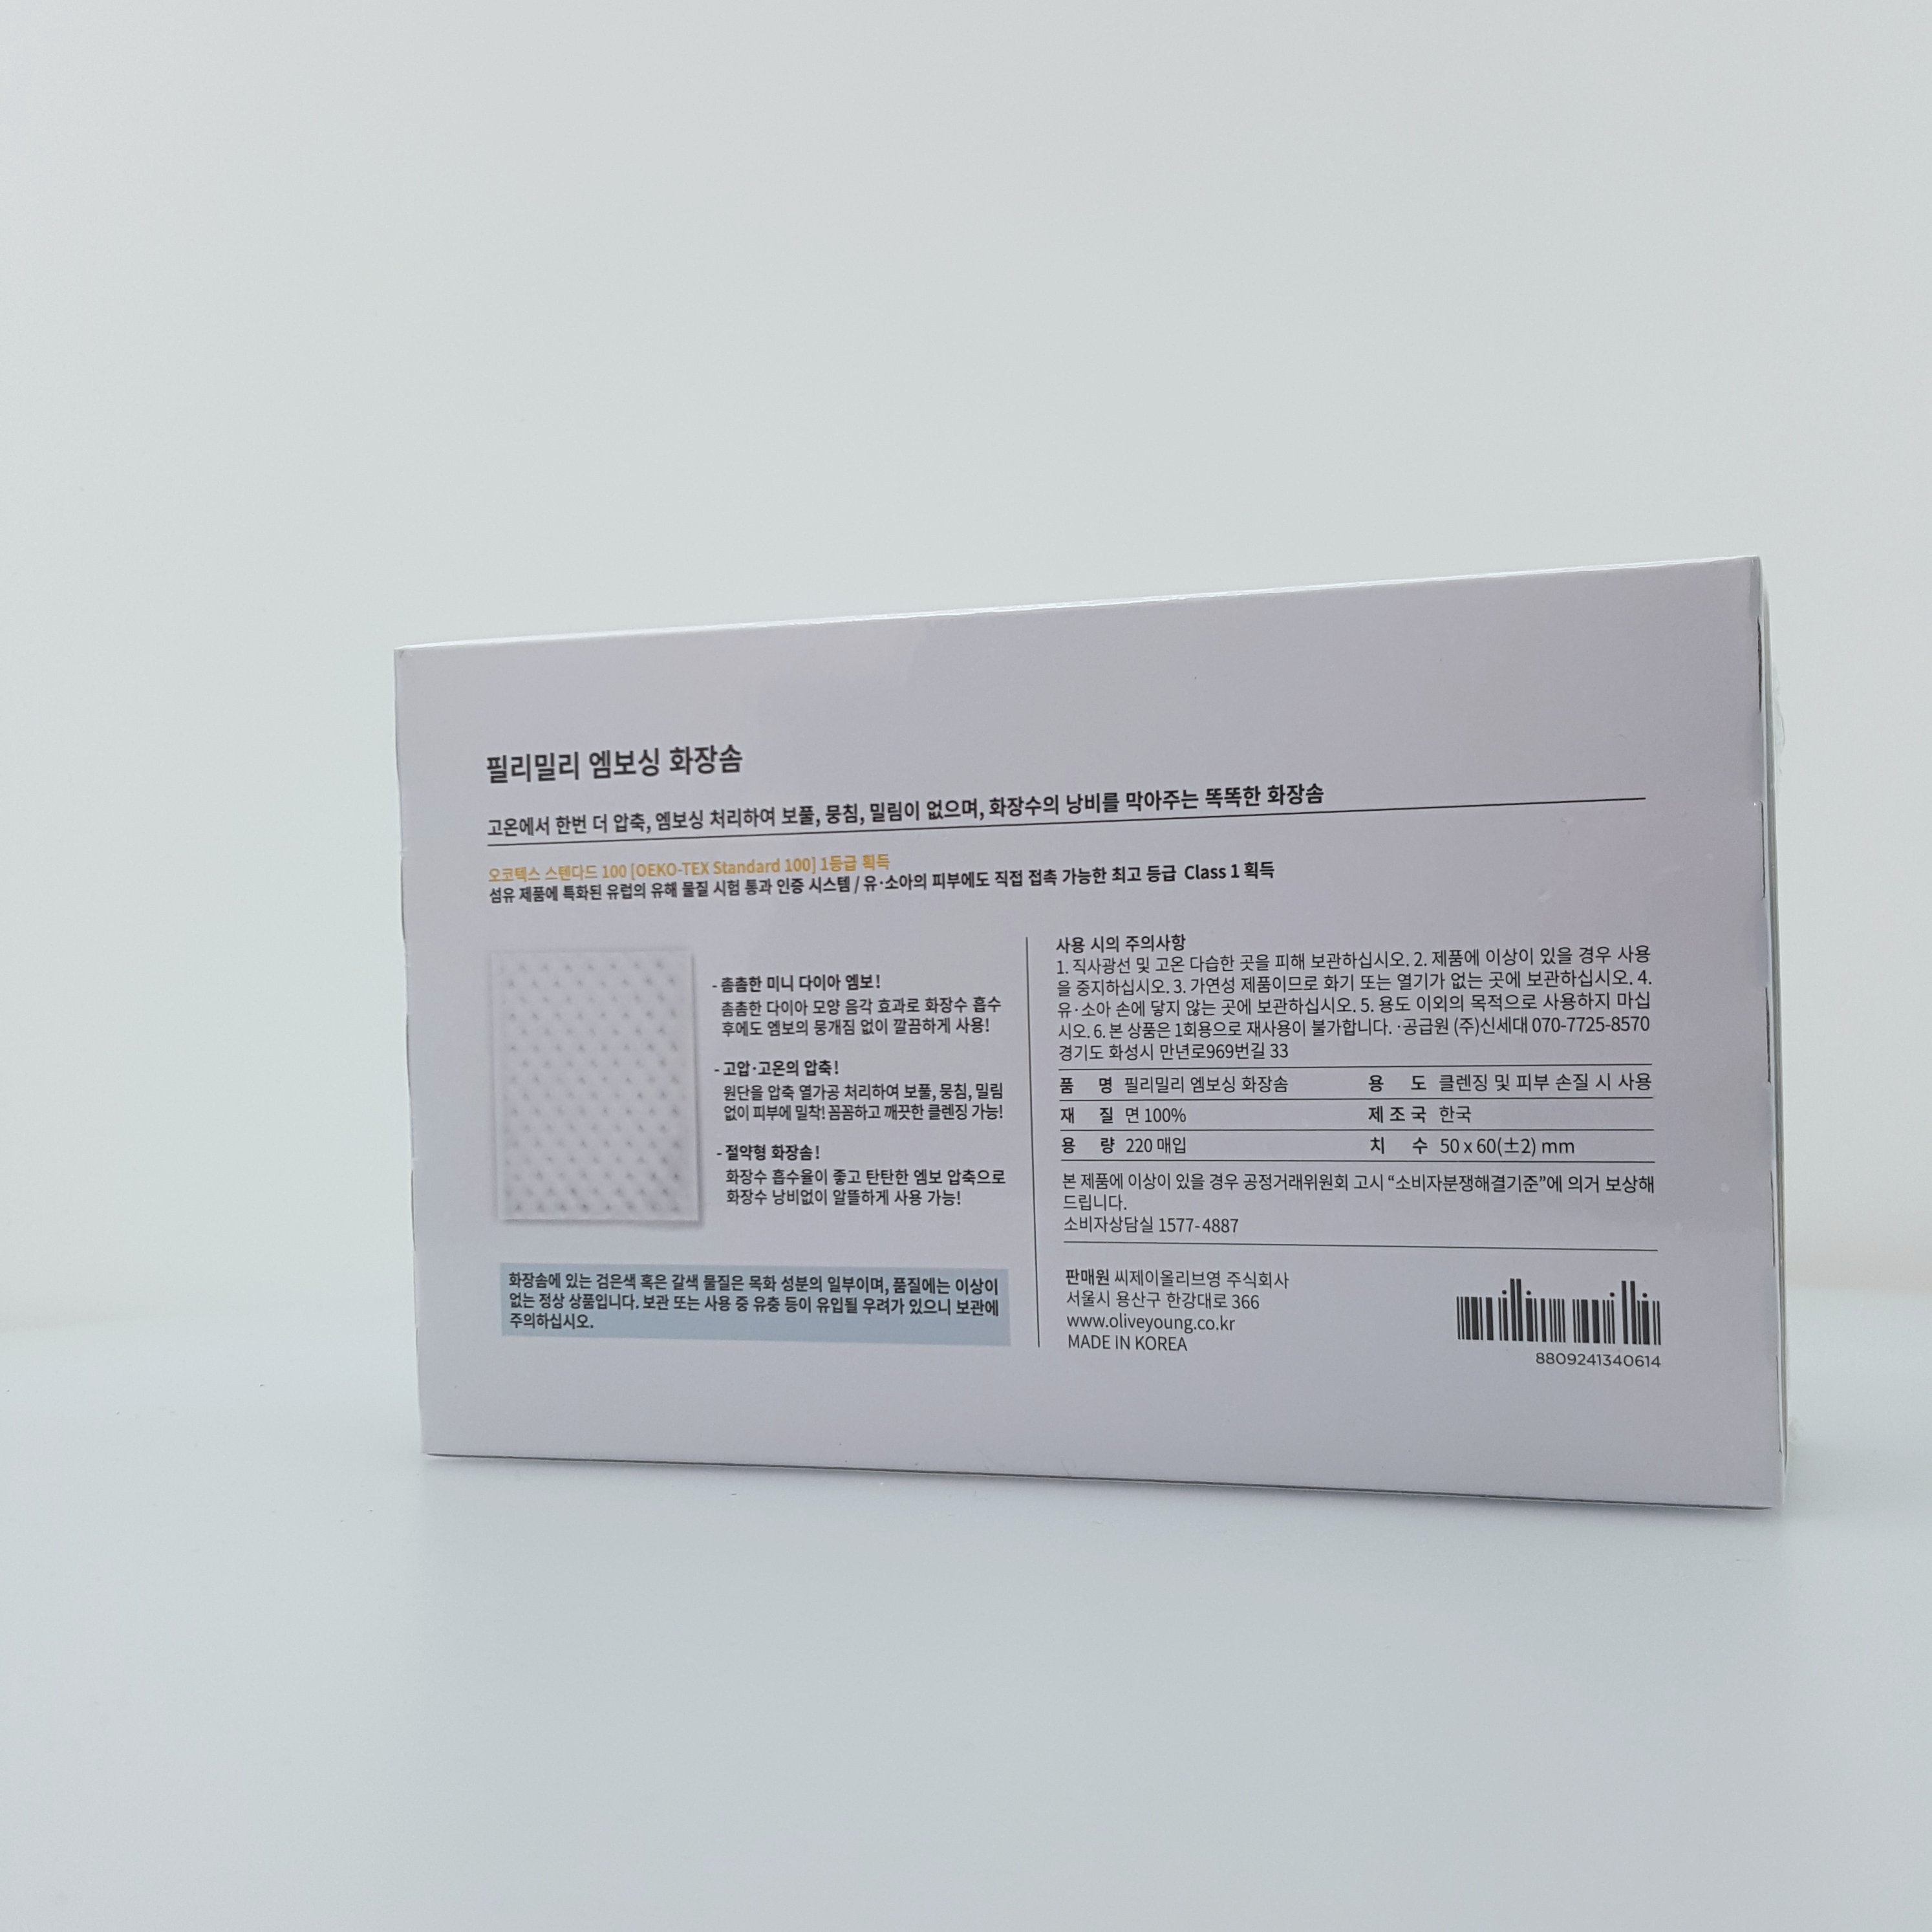 필리밀리 엠보싱 화장솜
고온에서 한번 더 압축, 엠보싱 처리하여 보풀, 뭉침, 밀림이 없으며, 화장수의 낭비를 막아주는 똑똑한 화장솜
오코텍스 스텐다드 100 [OEKO-TEX Standard 100] 1등급 획득
섬유 제품에 특화된 유럽의 유해 물질 시험 통과 인증 시스템 / 유·소아의 피부에도 직접 접촉 가능한 최고 등급 Class 1 획득
- 촘촘한 미니 다이아 엠보!
촘촘한 다이아 모양 음각 효과로 화장수 흡수
후에도 엠보의 뭉개짐 없이 깔끔하게 사용!
- 고압·고온의 압축!
원단을 압축 열가공 처리하여 보풀, 뭉침, 밀림
없이 피부에 밀착! 꼼꼼하고 깨끗한 클렌징 가능!
- 절약형 화장솜!
화장수 흡수율이 좋고 탄탄한 엠보 압축으로
화장수 낭비없이 알뜰하게 사용 가능!
화장솜에 있는 검은색 혹은 갈색 물질은 목화 성분의 일부이며, 품질에는 이상이
없는 정상 상품입니다. 보관 또는 사용 중 유충 등이 유입될 우려가 있으니 보관에
주의하십시오.
사용 시의 주의사항
1. 직사광선 및 고온 다습한 곳을 피해 보관하십시오. 2. 제품에 이상이 있을 경우 사용
을 중지하십시오. 3. 가연성 제품이므로 화기 또는 열기가 없는 곳에 보관하십시오. 4.
유·소아 손에 닿지 않는 곳에 보관하십시오. 5. 용도 이외의 목적으로 사용하지 마십
시오. 6. 본 상품은 1회용으로 재사용이 불가합니다. ·공급원 (주)신세대 070-7725-8570
경기도 화성시 만년로969번길 33
품 명 필리밀리 엠보싱 화장솜 용 도 클렌징 및 피부 손질 시 사용
재 질 면 100% 제조국 한국
용 량 220 매입 치 수 50 x 60(±2) mm
본 제품에 이상이 있을 경우 공정거래위원회 고시 “소비자분쟁해결기준”에 의거 보상해
드립니다.
소비자상담실 1577-4887
판매원 씨제이올리브영 주식회사
서울시 용산구 한강대로 366
www.oliveyoung.co.kr
MADE IN KOREA
8809241340614